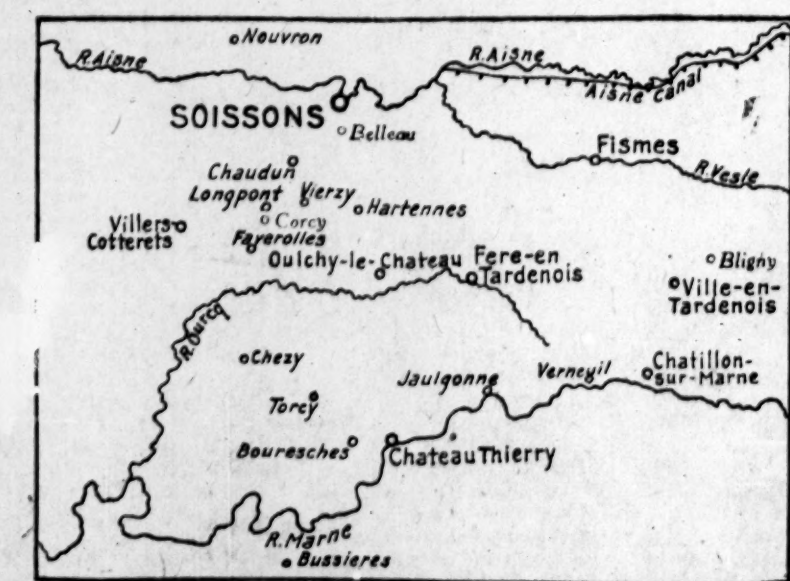 Nouvron
R. Aisne
R. Aisne
Aisne Canal
SOISSONS
Belleau
Fismes
R. Vesle
Chaudun
Longpont
Vierzy
Hartennes
Corcy
Villers-
Cotterets
Faverolles
Oulchy-le-Chateau
Fere-en
Tardenois
Bligny
Ville-en-
Tardenois
R. Ourcq
Chezy
Jaulgonne
Verneyil
Chatillon-
sur-Marne
Torcy
Bouresches
Chateau Thierry
R. Marne
Bussieres